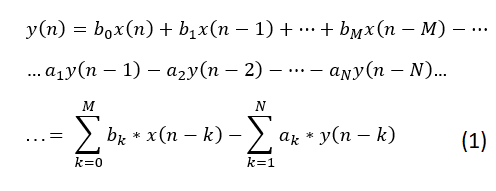 y(n) = b₀x(n) + b₁x(n − 1) + ⋯ + b_M x(n − M) − ⋯
… a₁y(n − 1) − a₂y(n − 2) − ⋯ − a_N y(n − N)…
… = ∑_{k=0}^{M} b_k * x(n − k) − ∑_{k=1}^{N} a_k * y(n − k) (1)